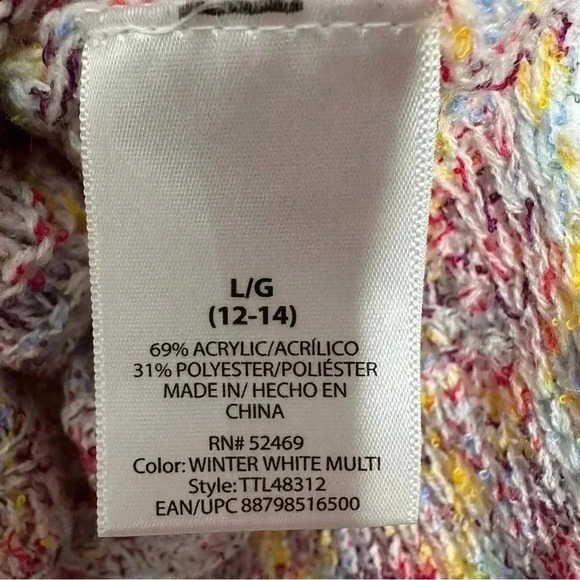 L/G
(12-14)
69% ACRYLIC/ACRÍLICO
31% POLYESTER/POLIÉSTER
MADE IN/ HECHO EN
CHINA
RN# 52469
Color: WINTER WHITE MULTI
Style: TTL48312
EAN/UPC 88798516500